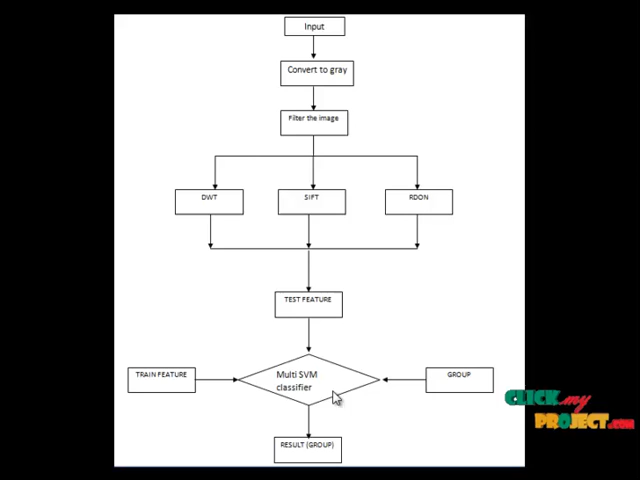 Input
Convert to gray
Filter the image
DWT
SIFT
RDON
TEST FEATURE
TRAIN FEATURE
Multi SVM
classifier
GROUP
RESULT (GROUP)
CLICK my
PROJECT.com